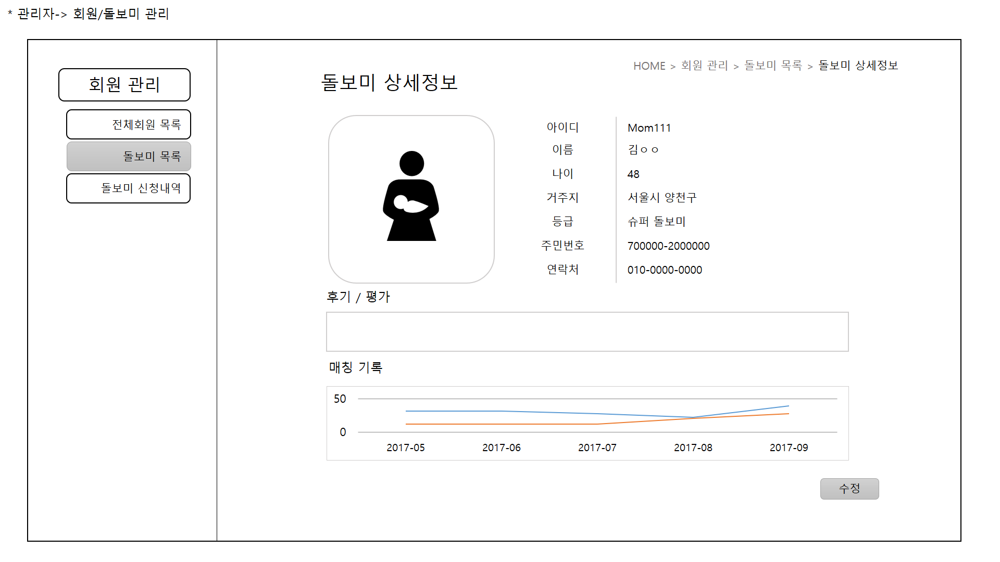 * 관리자-> 회원/돌보미 관리
HOME > 회원 관리 > 돌보미 목록 > 돌보미 상세정보
회원 관리
전체회원 목록
돌보미 목록
돌보미 신청내역
돌보미 상세정보
아이디 Mom111
이름 김ㅇㅇ
나이 48
거주지 서울시 양천구
등급 슈퍼 돌보미
주민번호 700000-2000000
연락처 010-0000-0000
후기 / 평가
매칭 기록
50
0
2017-05 2017-06 2017-07 2017-08 2017-09
수정